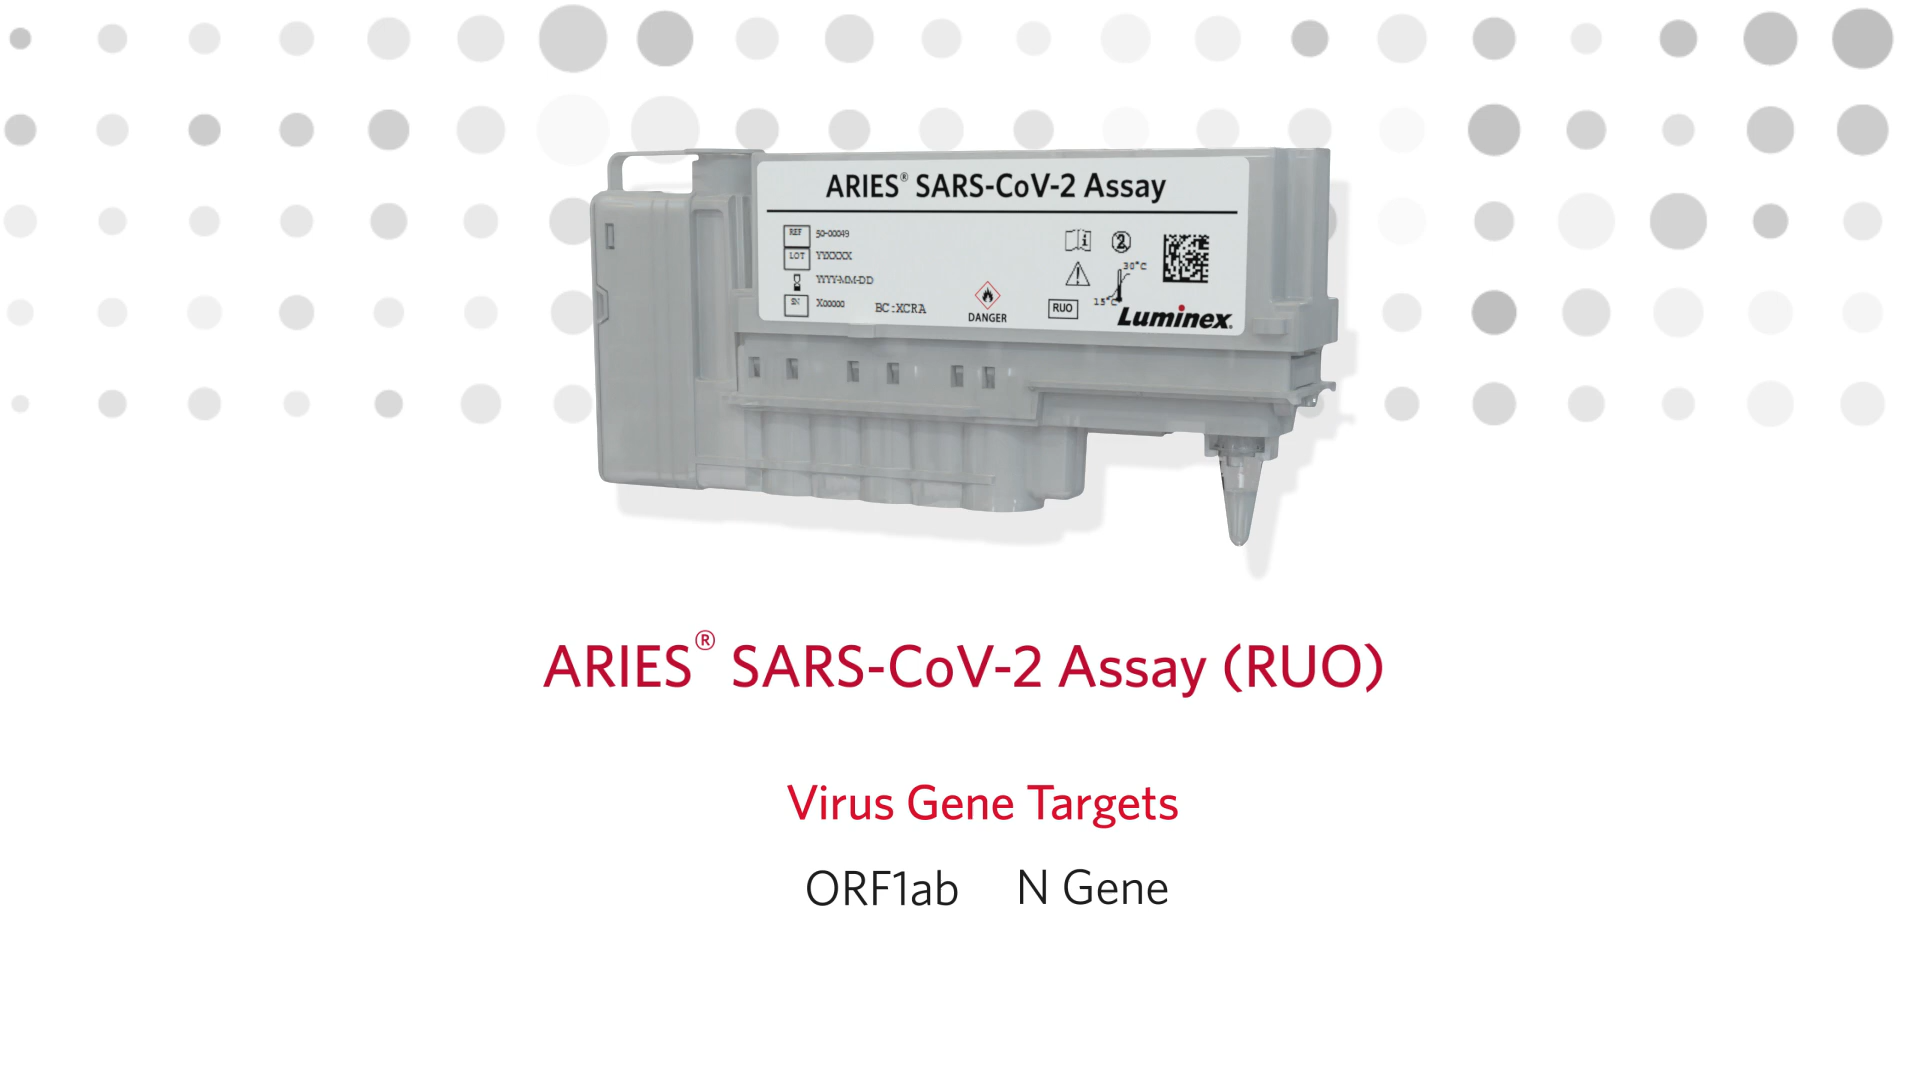 ARIES® SARS-CoV-2 Assay
REF 50-00049
LOT YYXXXX
YYYY-MM-DD
SN X00000 BC:XCRA
DANGER
2
30°C
15°C
RUO
Luminex
ARIES® SARS-CoV-2 Assay (RUO)
Virus Gene Targets
ORF1ab N Gene